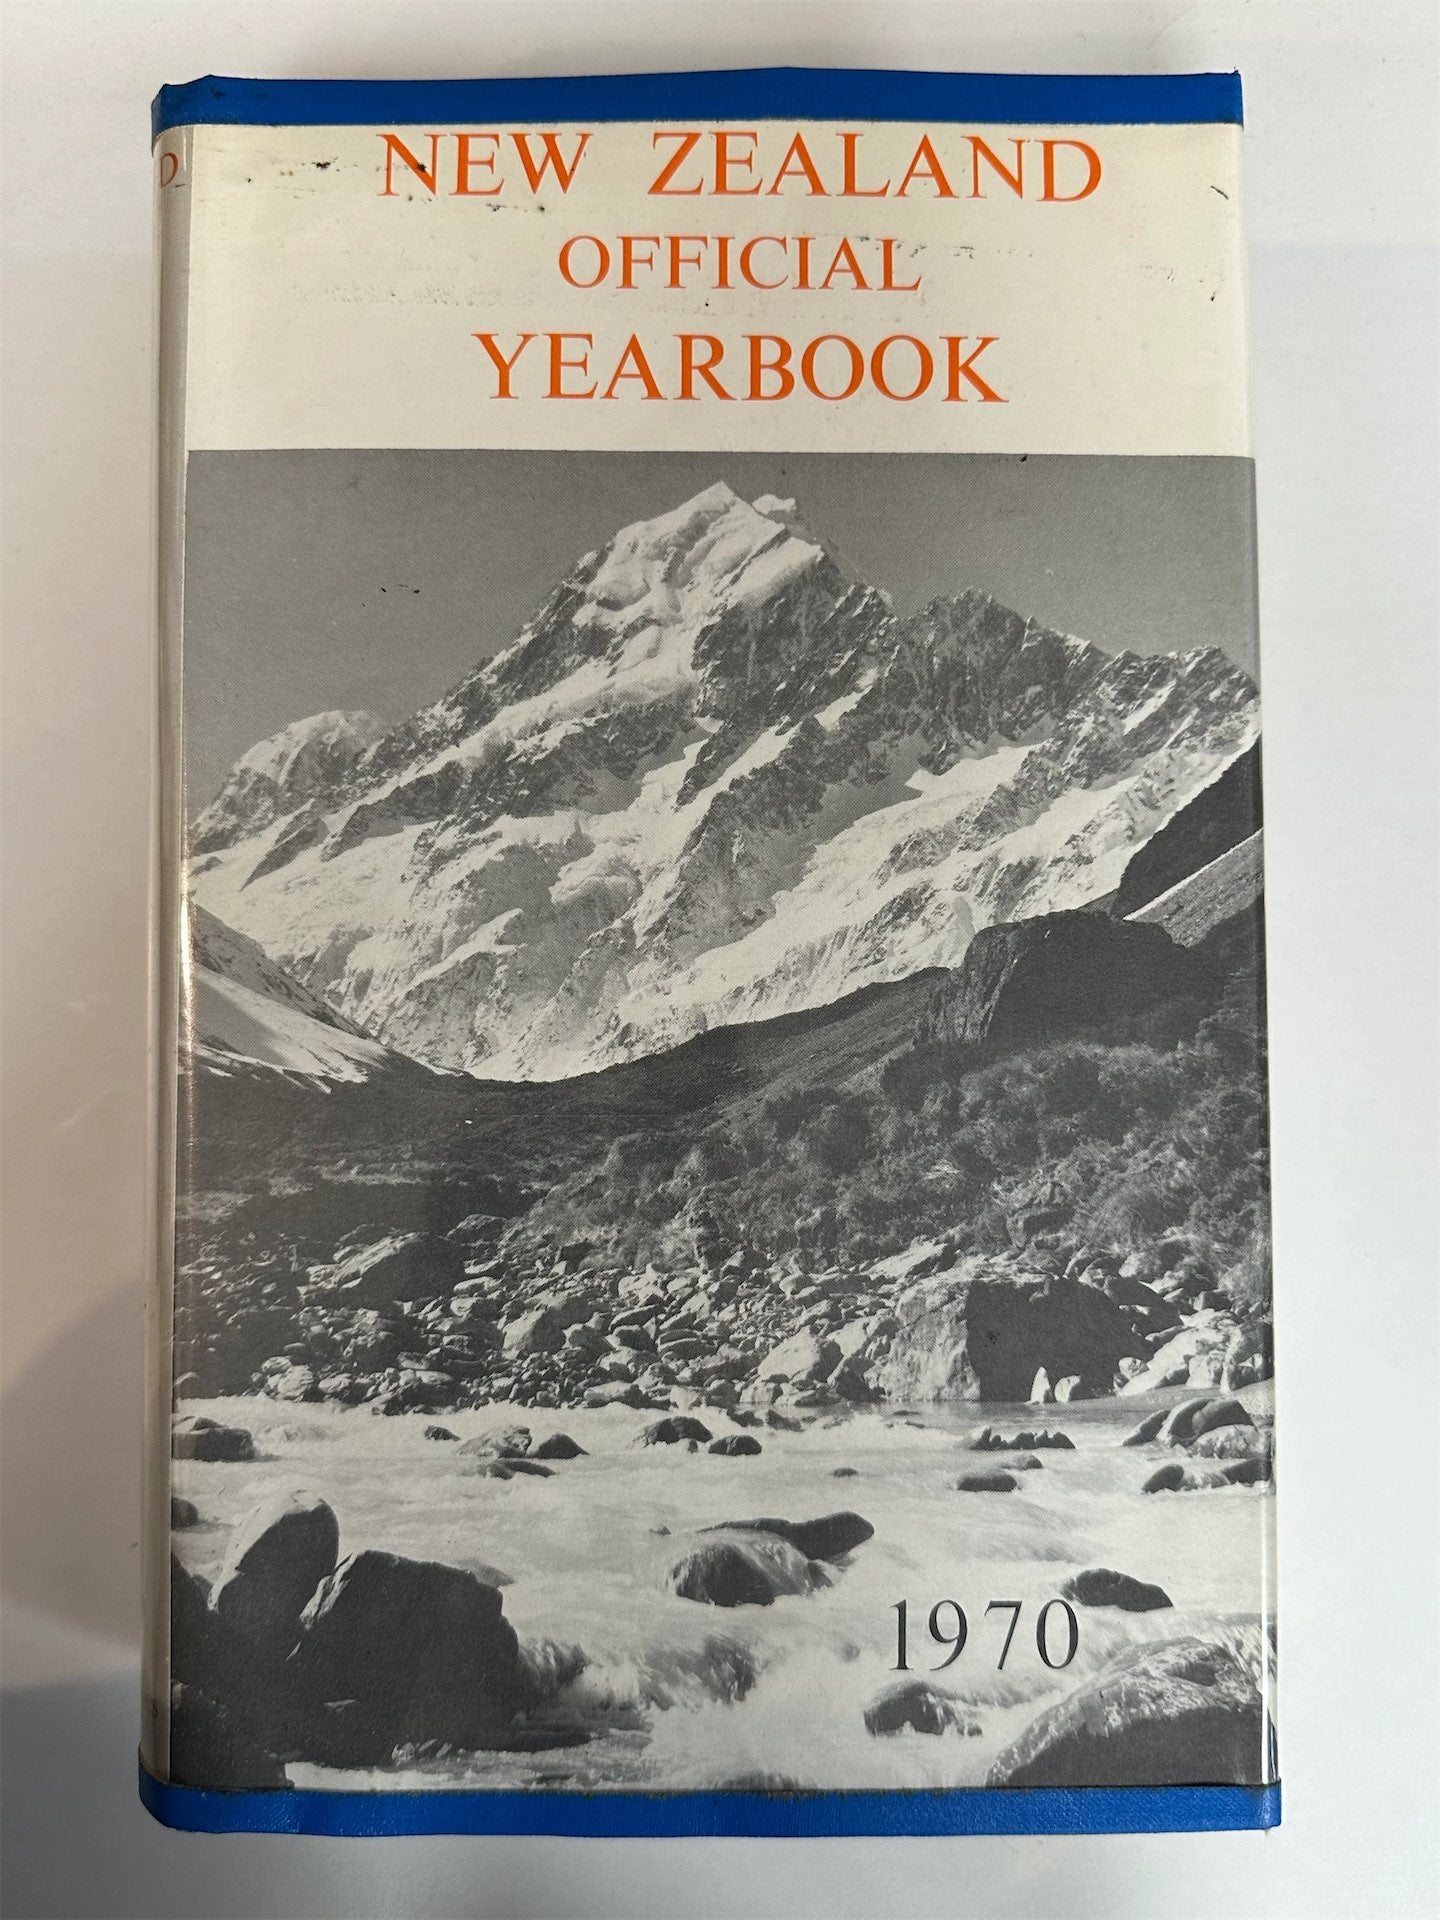 NEW ZEALAND
OFFICIAL
YEARBOOK
1970